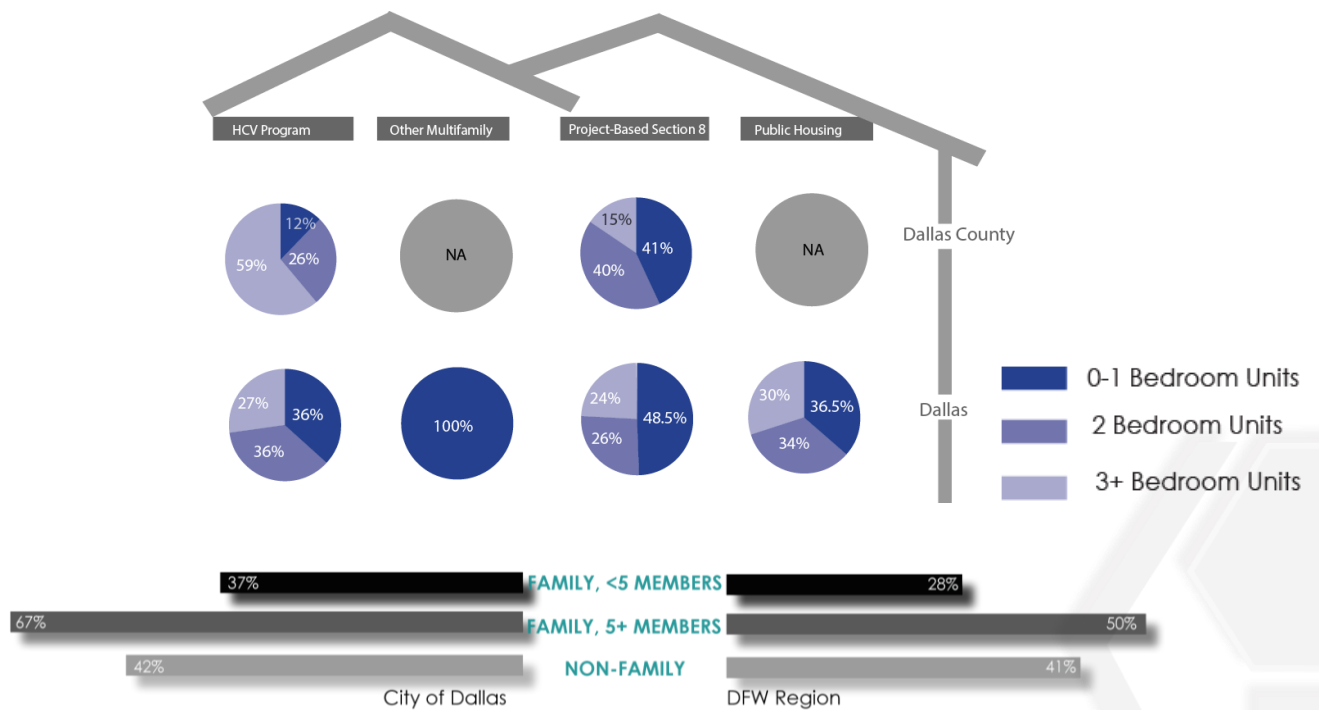 HCV Program
Other Multifamily
Project-Based Section 8
Public Housing
12%
26%
59%
NA
15%
41%
40%
NA
Dallas County
27%
36%
36%
100%
24%
48.5%
26%
30%
36.5%
34%
Dallas
0-1 Bedroom Units
2 Bedroom Units
3+ Bedroom Units
37% FAMILY, <5 MEMBERS 28%
67% FAMILY, 5+ MEMBERS 50%
42% NON-FAMILY 41%
City of Dallas
DFW Region